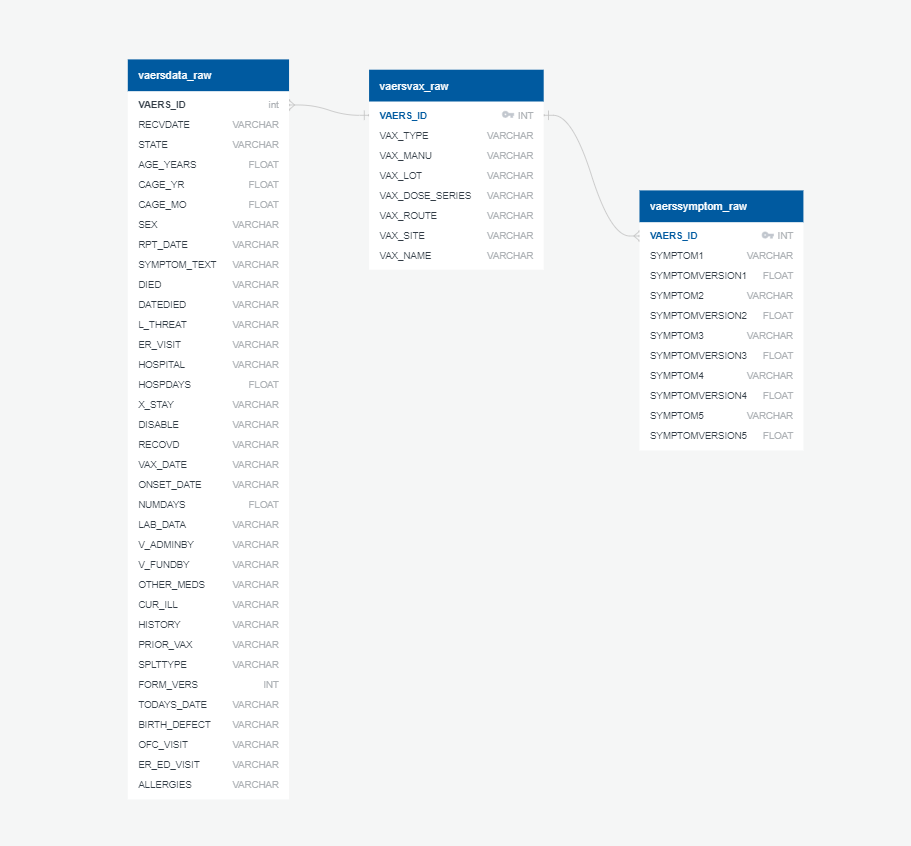 vaersdata_raw
VAERS_ID int
RECVDATE VARCHAR
STATE VARCHAR
AGE_YEARS FLOAT
CAGE_YR FLOAT
CAGE_MO FLOAT
SEX VARCHAR
RPT_DATE VARCHAR
SYMPTOM_TEXT VARCHAR
DIED VARCHAR
DATEDIED VARCHAR
L_THREAT VARCHAR
ER_VISIT VARCHAR
HOSPITAL VARCHAR
HOSPDAYS FLOAT
X_STAY VARCHAR
DISABLE VARCHAR
RECOVD VARCHAR
VAX_DATE VARCHAR
ONSET_DATE VARCHAR
NUMDAYS FLOAT
LAB_DATA VARCHAR
V_ADMINBY VARCHAR
V_FUNDBY VARCHAR
OTHER_MEDS VARCHAR
CUR_ILL VARCHAR
HISTORY VARCHAR
PRIOR_VAX VARCHAR
SPLTTYPE VARCHAR
FORM_VERS INT
TODAYS_DATE VARCHAR
BIRTH_DEFECT VARCHAR
OFC_VISIT VARCHAR
ER_ED_VISIT VARCHAR
ALLERGIES VARCHAR
vaersvax_raw
VAERS_ID INT
VAX_TYPE VARCHAR
VAX_MANU VARCHAR
VAX_LOT VARCHAR
VAX_DOSE_SERIES VARCHAR
VAX_ROUTE VARCHAR
VAX_SITE VARCHAR
VAX_NAME VARCHAR
vaerssymptom_raw
VAERS_ID INT
SYMPTOM1 VARCHAR
SYMPTOMVERSION1 FLOAT
SYMPTOM2 VARCHAR
SYMPTOMVERSION2 FLOAT
SYMPTOM3 VARCHAR
SYMPTOMVERSION3 FLOAT
SYMPTOM4 VARCHAR
SYMPTOMVERSION4 FLOAT
SYMPTOM5 VARCHAR
SYMPTOMVERSION5 FLOAT